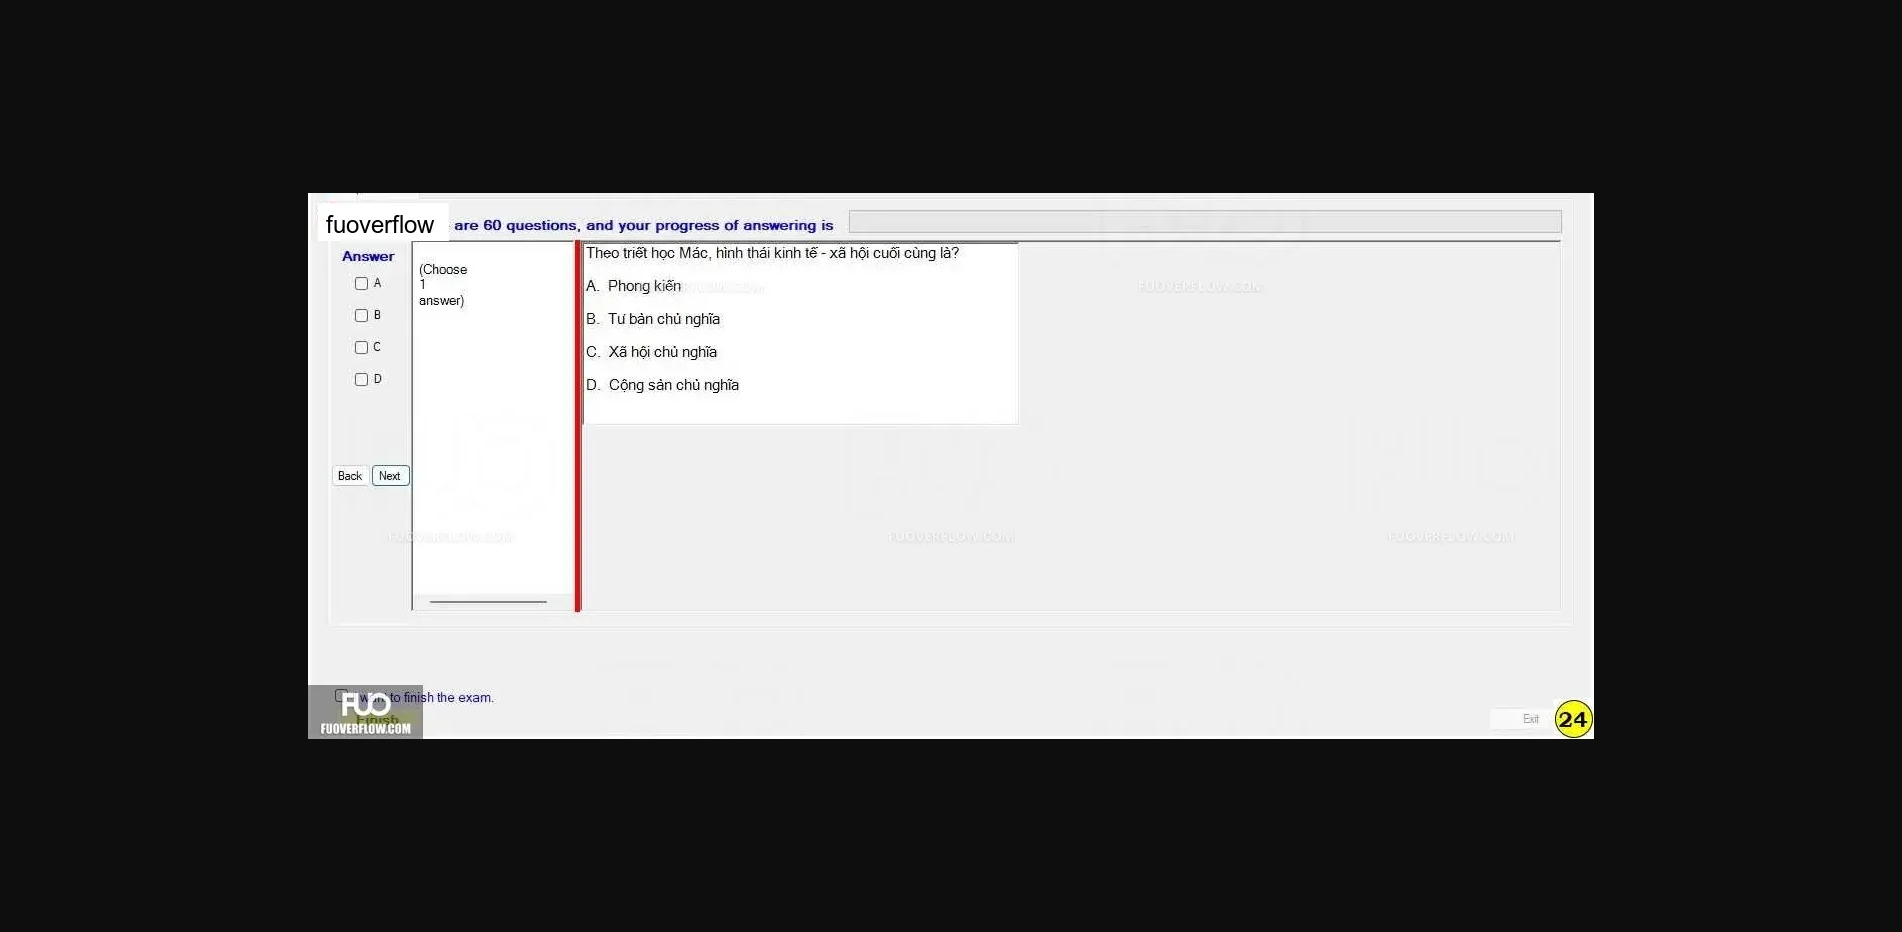 fuoverflow
are 60 questions, and your progress of answering is
Answer
A
B
C
D
(Choose
1
answer)
Theo triết học Mác, hình thái kinh tế - xã hội cuối cùng là?
A. Phong kiến
B. Tư bản chủ nghĩa
C. Xã hội chủ nghĩa
D. Cộng sản chủ nghĩa
FUOVERFLOW.COM
Back
Next
FUOVERFLOW.COM
FUOVERFLOW.COM
FUOVERFLOW.COM
want to finish the exam.
FUO
Finish
FUOVERFLOW.COM
Exit
24